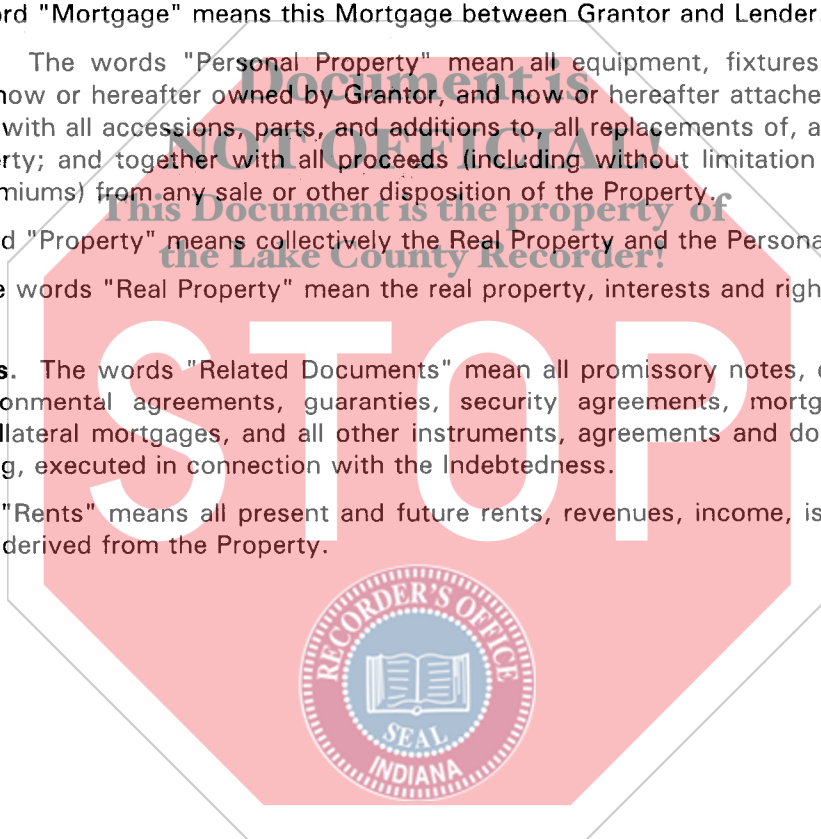 ord "Mortgage" means this Mortgage between Grantor and Lender.
The words "Personal Property" mean all equipment, fixtures
now or hereafter owned by Grantor, and now or hereafter attache
with all accessions, parts, and additions to, all replacements of, a
rty; and together with all proceeds (including without limitation
miums) from any sale or other disposition of the Property.
d "Property" means collectively the Real Property and the Persona
e words "Real Property" mean the real property, interests and righ
s. The words "Related Documents" mean all promissory notes, c
onmental agreements, guaranties, security agreements, mortg
llateral mortgages, and all other instruments, agreements and do
g, executed in connection with the Indebtedness.
"Rents" means all present and future rents, revenues, income, is
derived from the Property.
Document is
NOT OFFICIAL!
This Document is the property of
the Lake County Recorder!
STOP
RECORDER'S OFFICE
SEAL
INDIANA